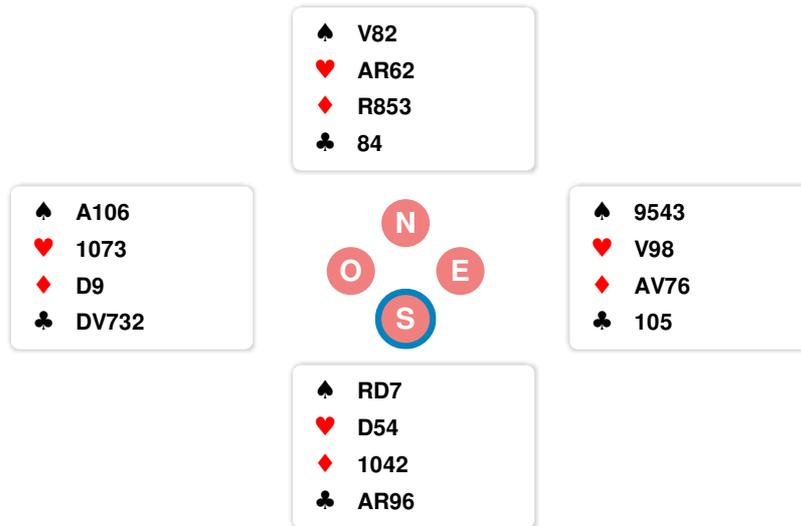 ♠ V82
♥ AR62
♦ R853
♣ 84
♠ A106
♥ 1073
♦ D9
♣ DV732
N
O E
S
♠ 9543
♥ V98
♦ AV76
♣ 105
♠ RD7
♥ D54
♦ 1042
♣ AR96